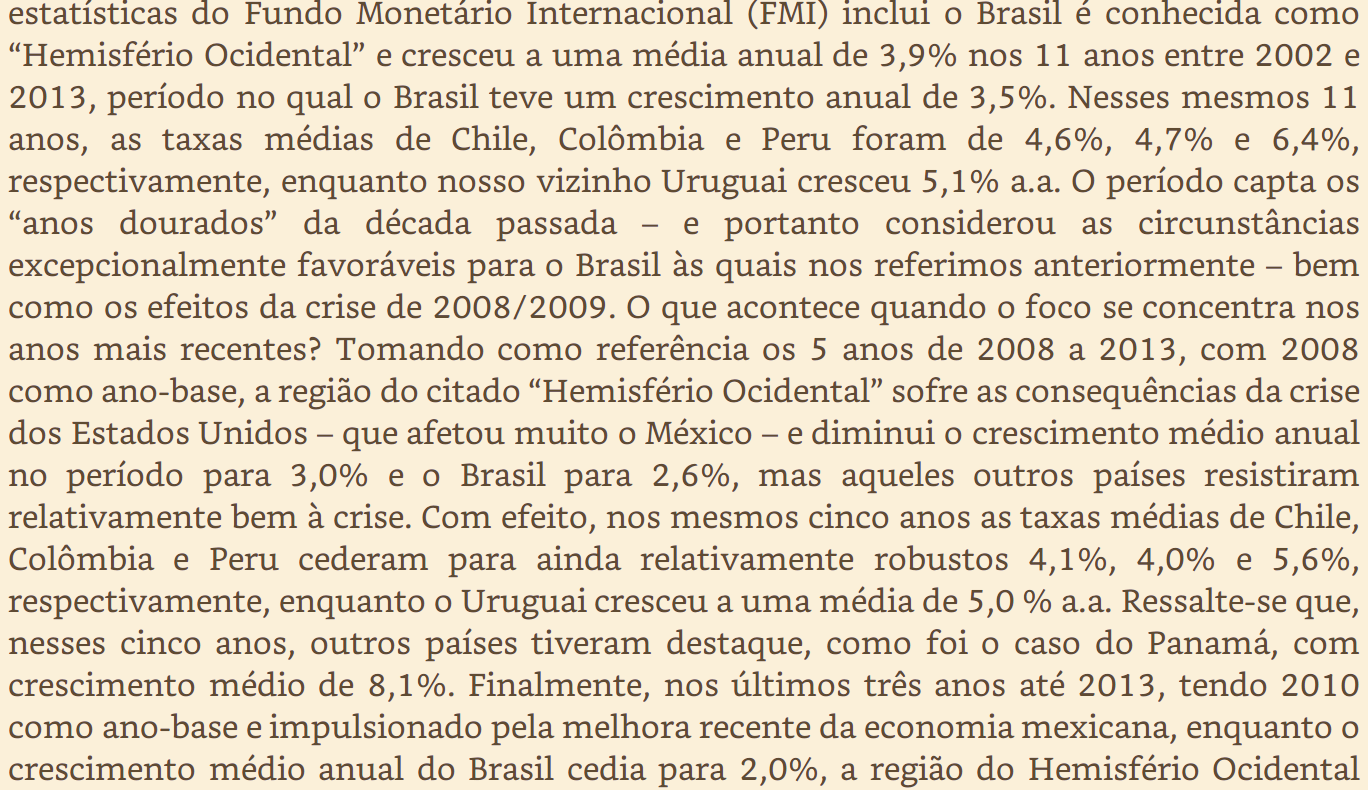 estatísticas do Fundo Monetário Internacional (FMI) inclui o Brasil é conhecida como
“Hemisfério Ocidental” e cresceu a uma média anual de 3,9% nos 11 anos entre 2002 e
2013, período no qual o Brasil teve um crescimento anual de 3,5%. Nesses mesmos 11
anos, as taxas médias de Chile, Colômbia e Peru foram de 4,6%, 4,7% e 6,4%,
respectivamente, enquanto nosso vizinho Uruguai cresceu 5,1% a.a. O período capta os
“anos dourados” da década passada – e portanto considerou as circunstâncias
excepcionalmente favoráveis para o Brasil às quais nos referimos anteriormente – bem
como os efeitos da crise de 2008/2009. O que acontece quando o foco se concentra nos
anos mais recentes? Tomando como referência os 5 anos de 2008 a 2013, com 2008
como ano-base, a região do citado “Hemisfério Ocidental” sofre as consequências da crise
dos Estados Unidos – que afetou muito o México – e diminui o crescimento médio anual
no período para 3,0% e o Brasil para 2,6%, mas aqueles outros países resistiram
relativamente bem à crise. Com efeito, nos mesmos cinco anos as taxas médias de Chile,
Colômbia e Peru cederam para ainda relativamente robustos 4,1%, 4,0% e 5,6%,
respectivamente, enquanto o Uruguai cresceu a uma média de 5,0 % a.a. Ressalte-se que,
nesses cinco anos, outros países tiveram destaque, como foi o caso do Panamá, com
crescimento médio de 8,1%. Finalmente, nos últimos três anos até 2013, tendo 2010
como ano-base e impulsionado pela melhora recente da economia mexicana, enquanto o
crescimento médio anual do Brasil cedia para 2,0%, a região do Hemisfério Ocidental